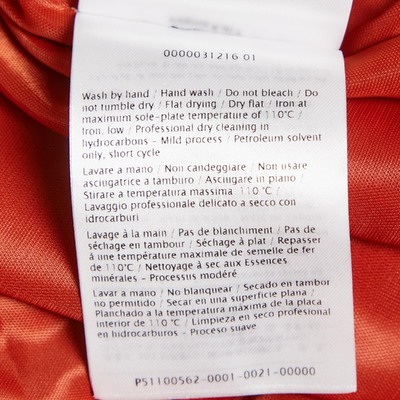 0000031216 01
Wash by hand / Hand wash / Do not bleach / Do
not tumble dry / Flat drying / Dry flat / Iron at
maximum sole-plate temperature of 110°C /
Iron, low / Professional dry cleaning in
hydrocarbons - Mild process / Petroleum solvent
only, short cycle
Lavare a mano / Non candeggiare / Non usare
asciugatrice a tamburo / Asciugare in piano /
Stirare a temperatura massima 110 °C /
Lavaggio professionale delicato a secco con
idrocarburi
Lavage à la main / Pas de blanchiment / Pas de
séchage en tambour / Séchage à plat / Repasser
à une température maximale de semelle de fer
de 110°C / Nettoyage à sec aux Essences
minérales - Processus modéré
Lavar a mano / No blanquear / Secado en tambor
no permitido / Secar en una superficie plana /
Planchado a la temperatura máxima de la placa
interior de 110 °C / Limpieza en seco profesional
en hidrocarburos - Proceso suave
P51100562-0001-0021-00000